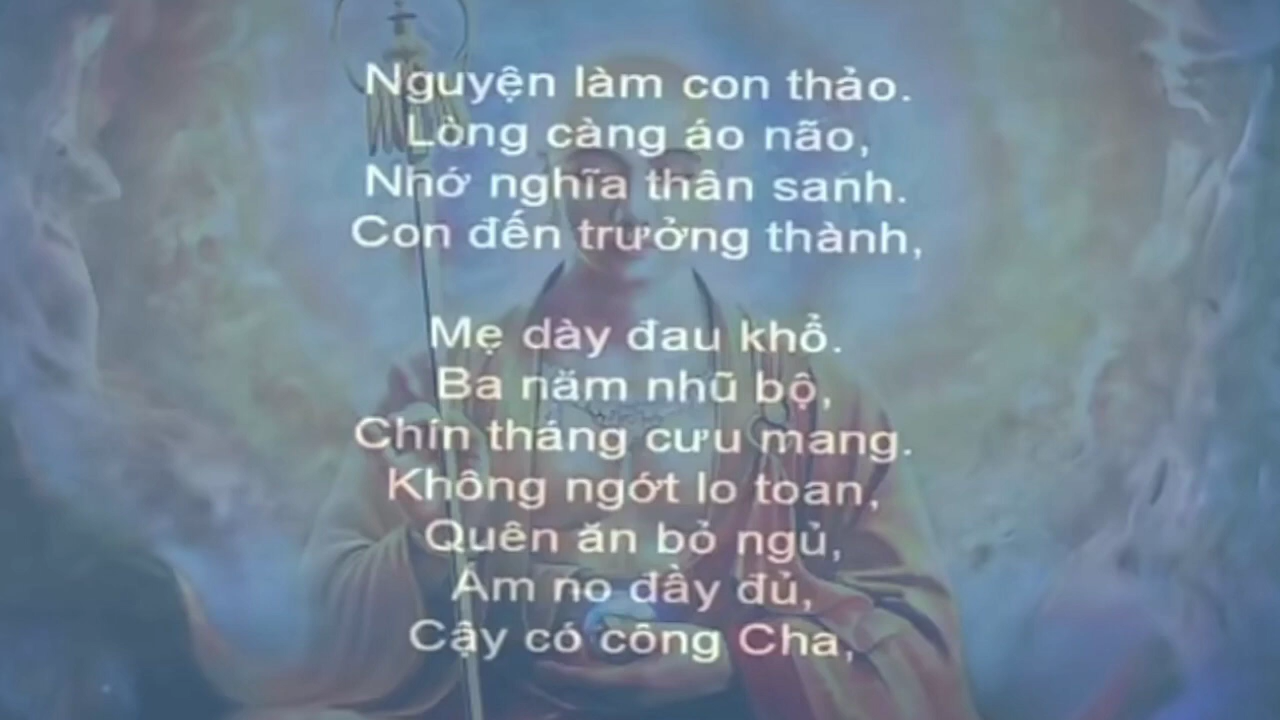 Nguyện làm con thảo.
Lòng càng áo não,
Nhớ nghĩa thân sanh.
Con đến trưởng thành,
Mẹ dày đau khổ.
Ba năm nhũ bộ,
Chín tháng cưu mang.
Không ngớt lo toan,
Quên ăn bỏ ngủ,
Ấm no đầy đủ,
Cậy có công Cha,